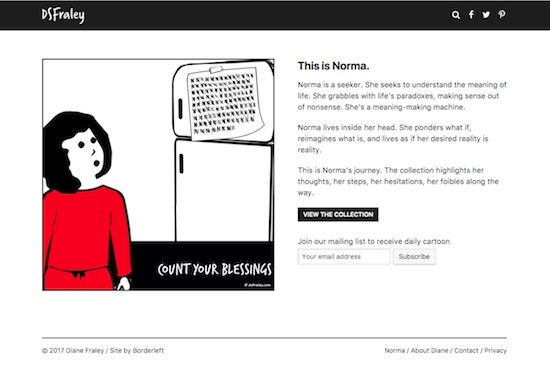 DSFraley
This is Norma.
Norma is a seeker. She seeks to understand the meaning of
life. She grabbles with life's paradoxes, making sense out
of nonsense. She's a meaning-making machine.
Norma lives inside her head. She ponders what if,
reimagines what is, and lives as if her desired reality is
reality.
This is Norma's journey. The collection highlights her
thoughts, her steps, her hesitations, her foibles along the
way.
VIEW THE COLLECTION
Join our mailing list to receive daily cartoon
Your email address
Subscribe
COUNT YOUR BLESSINGS
© dsfraley.com
© 2017 Diane Fraley / Site by Borderleft
Norma / About Diane / Contact / Privacy